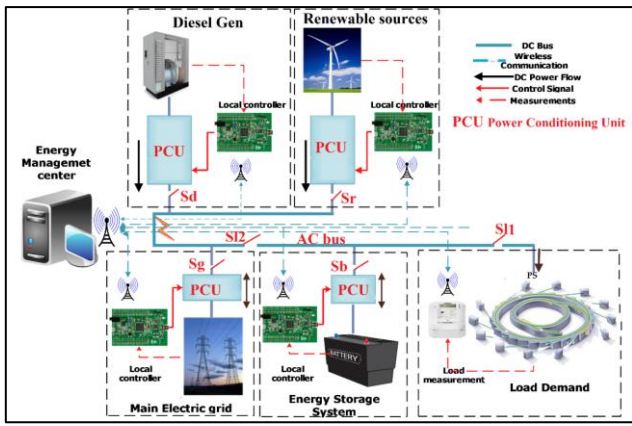 Diesel Gen
Renewable sources
DC Bus
Wireless
Communication
DC Power Flow
Control Signal
Measurements
PCU Power Conditioning Unit
Local controller
Local controller
PCU
PCU
Energy
Managemet
center
Sd
Sr
Sl2
AC bus
Sl1
Sg
Sb
PS
PCU
PCU
BATTERY
Local
controller
Local
controller
Load
measurement
Load Demand
Main Electric grid
Energy Storage
System